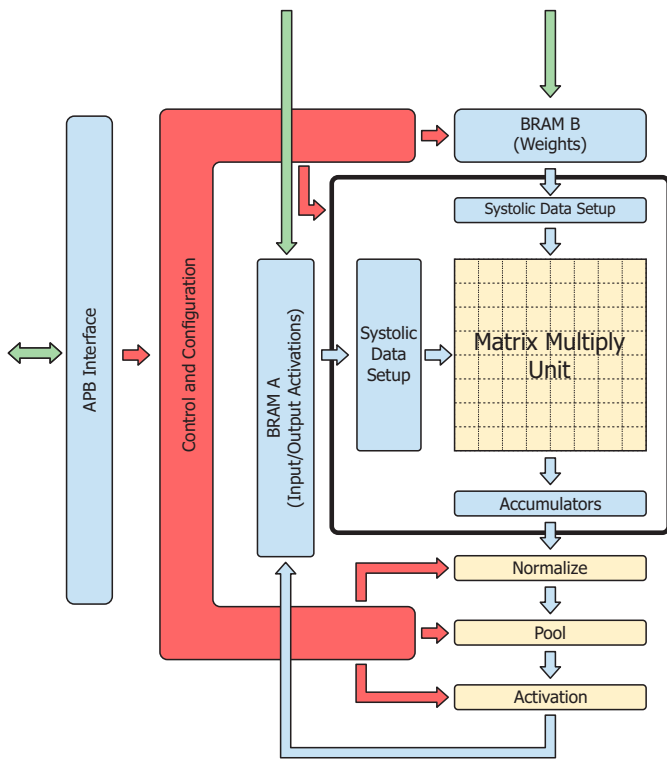 BRAM B
(Weights)
Systolic Data Setup
APB Interface
Control and Configuration
BRAM A
(Input/Output Activations)
Systolic
Data
Setup
Matrix Multiply
Unit
Accumulators
Normalize
Pool
Activation